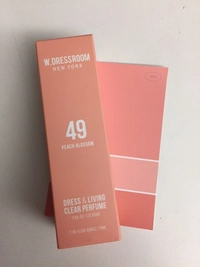 W.DRESSROOM
NEW YORK
49
PEACH BLOSSOM
DRESS & LIVING
CLEAR PERFUME